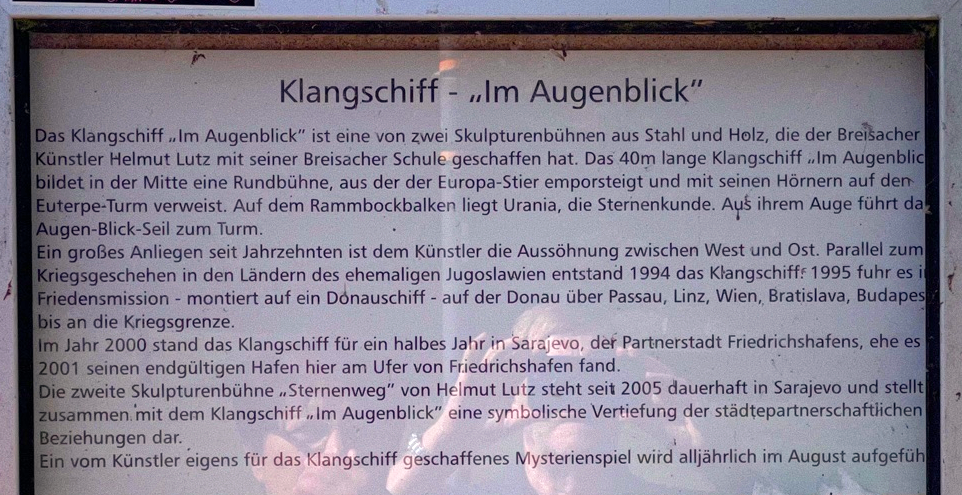 Klangschiff - „Im Augenblick"
Das Klangschiff „Im Augenblick" ist eine von zwei Skulpturenbühnen aus Stahl und Holz, die der Breisacher
Künstler Helmut Lutz mit seiner Breisacher Schule geschaffen hat. Das 40m lange Klangschiff „Im Augenblic
bildet in der Mitte eine Rundbühne, aus der der Europa-Stier emporsteigt und mit seinen Hörnern auf den
Euterpe-Turm verweist. Auf dem Rammbockbalken liegt Urania, die Sternenkunde. Aus ihrem Auge führt da
Augen-Blick-Seil zum Turm.
Ein großes Anliegen seit Jahrzehnten ist dem Künstler die Aussöhnung zwischen West und Ost. Parallel zum
Kriegsgeschehen in den Ländern des ehemaligen Jugoslawien entstand 1994 das Klangschiff. 1995 fuhr es i
Friedensmission - montiert auf ein Donauschiff - auf der Donau über Passau, Linz, Wien, Bratislava, Budapes
bis an die Kriegsgrenze.
Im Jahr 2000 stand das Klangschiff für ein halbes Jahr in Sarajevo, der Partnerstadt Friedrichshafens, ehe es
2001 seinen endgültigen Hafen hier am Ufer von Friedrichshafen fand.
Die zweite Skulpturenbühne „Sternenweg" von Helmut Lutz steht seit 2005 dauerhaft in Sarajevo und stellt
zusammen mit dem Klangschiff „Im Augenblick" eine symbolische Vertiefung der städtepartnerschaftlichen
Beziehungen dar.
Ein vom Künstler eigens für das Klangschiff geschaffenes Mysterienspiel wird alljährlich im August aufgefüh